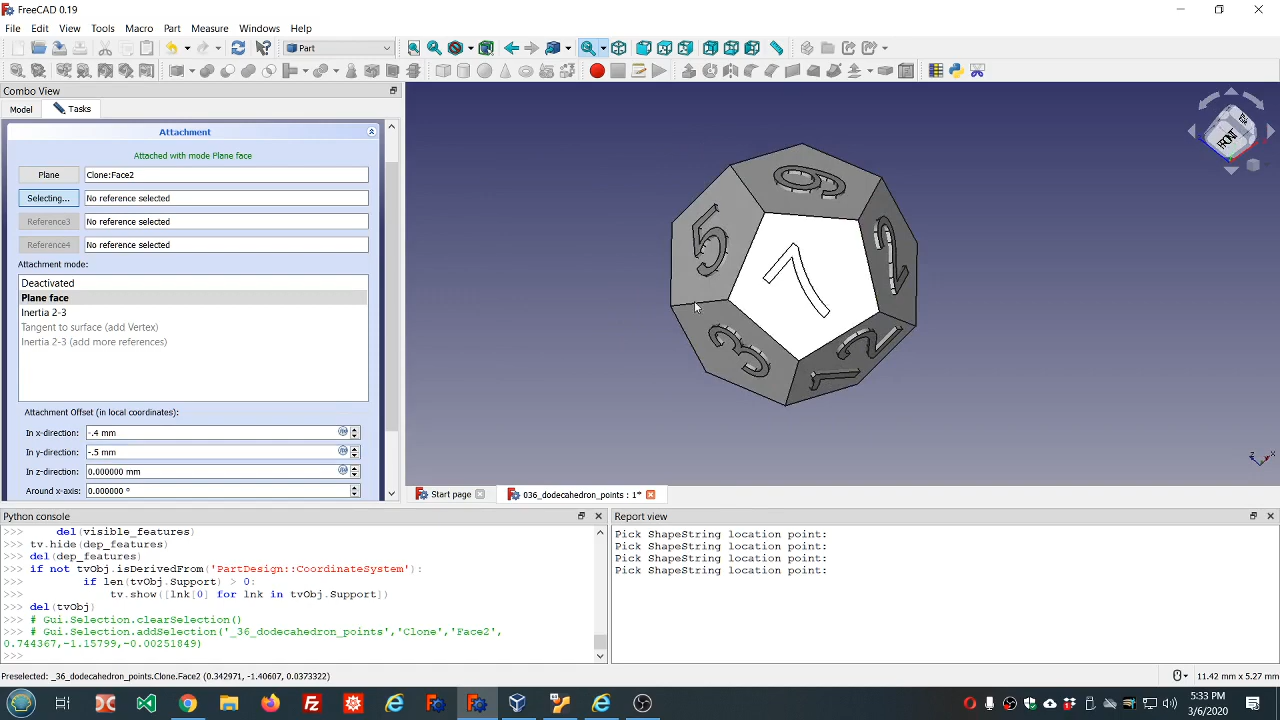 FreeCAD 0.19
File Edit View Tools Macro Part Measure Windows Help
Part
Combo View
Model Tasks
Attachment
Attached with mode Plane face
Plane Clone:Face2
Selecting... No reference selected
Reference3 No reference selected
Reference4 No reference selected
Attachment mode:
Deactivated
Plane face
Inertia 2-3
Tangent to surface (add Vertex)
Inertia 2-3 (add more references)
Attachment Offset (in local coordinates):
In x-direction: -.4 mm
In y-direction: -.5 mm
In z-direction: 0.000000 mm
Around x-axis: 0.000000 °
FRONT
6
5 7 2
3 12
Start page 036_dodecahedron_points : 1*
Python console
>>> del(visible_features)
>>> tv.hide(dep_features)
>>> del(dep_features)
>>> if not tvObj.isDerivedFrom('PartDesign::CoordinateSystem'):
>>> if len(tvObj.Support) > 0:
>>> tv.show([lnk[0] for lnk in tvObj.Support])
>>> del(tvObj)
>>> # Gui.Selection.clearSelection()
>>> # Gui.Selection.addSelection('_36_dodecahedron_points','Clone','Face2',
0.744367,-1.15799,-0.00251849)
>>>
Report view
Pick ShapeString location point:
Pick ShapeString location point:
Pick ShapeString location point:
Pick ShapeString location point:
Preselected: _36_dodecahedron_points.Clone.Face2 (0.342971, -1.40607, 0.0373322)
11.42 mm x 5.27 mm
5:33 PM
3/6/2020